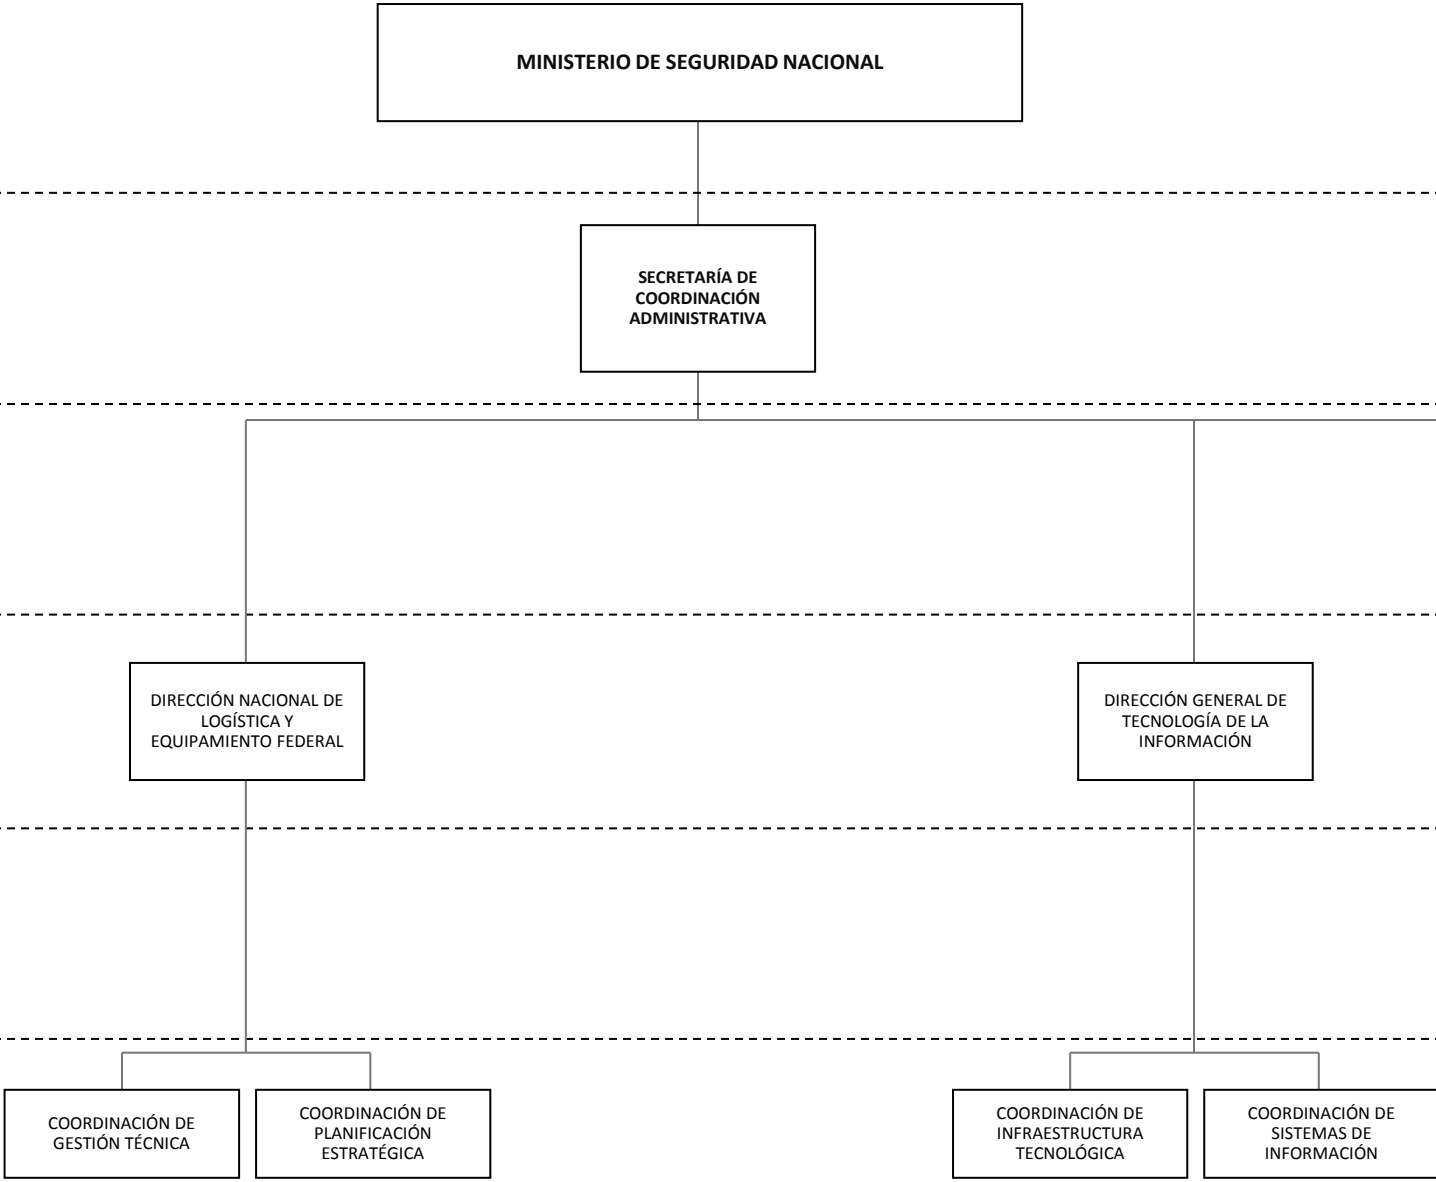 MINISTERIO DE SEGURIDAD NACIONAL
SECRETARÍA DE
COORDINACIÓN
ADMINISTRATIVA
DIRECCIÓN NACIONAL DE
LOGÍSTICA Y
EQUIPAMIENTO FEDERAL
DIRECCIÓN GENERAL DE
TECNOLOGÍA DE LA
INFORMACIÓN
COORDINACIÓN DE
GESTIÓN TÉCNICA
COORDINACIÓN DE
PLANIFICACIÓN
ESTRATÉGICA
COORDINACIÓN DE
INFRAESTRUCTURA
TECNOLÓGICA
COORDINACIÓN DE
SISTEMAS DE
INFORMACIÓN